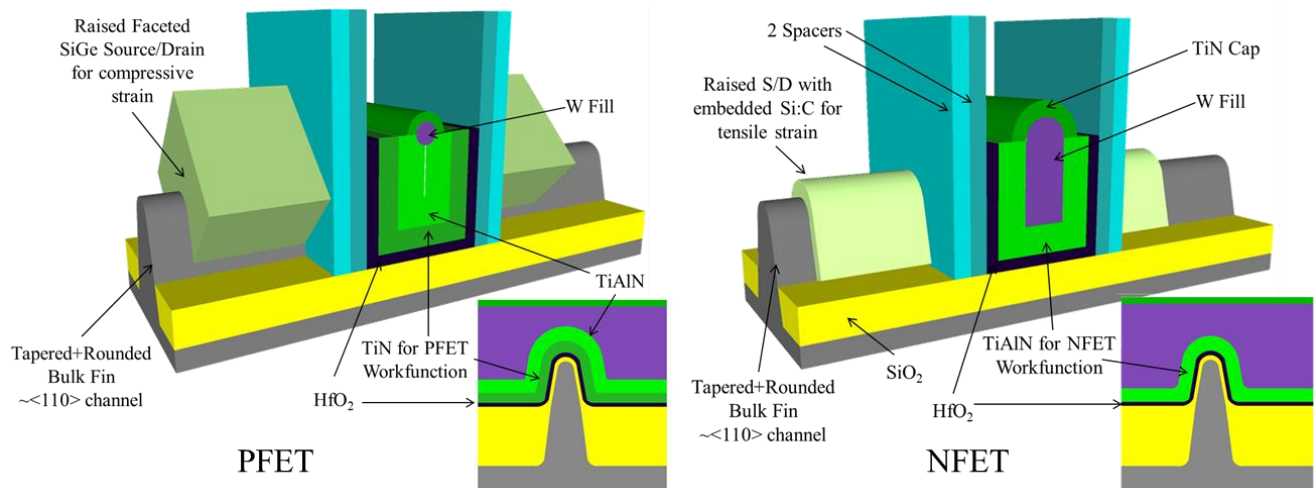 Raised Faceted
SiGe Source/Drain
for compressive
strain
W Fill
TiAlN
TiN for PFET
Workfunction
HfO₂
Tapered+Rounded
Bulk Fin
~<110> channel
PFET
2 Spacers
TiN Cap
Raised S/D with
embedded Si:C for
tensile strain
W Fill
SiO₂
TiAlN for NFET
Workfunction
HfO₂
Tapered+Rounded
Bulk Fin
~<110> channel
NFET